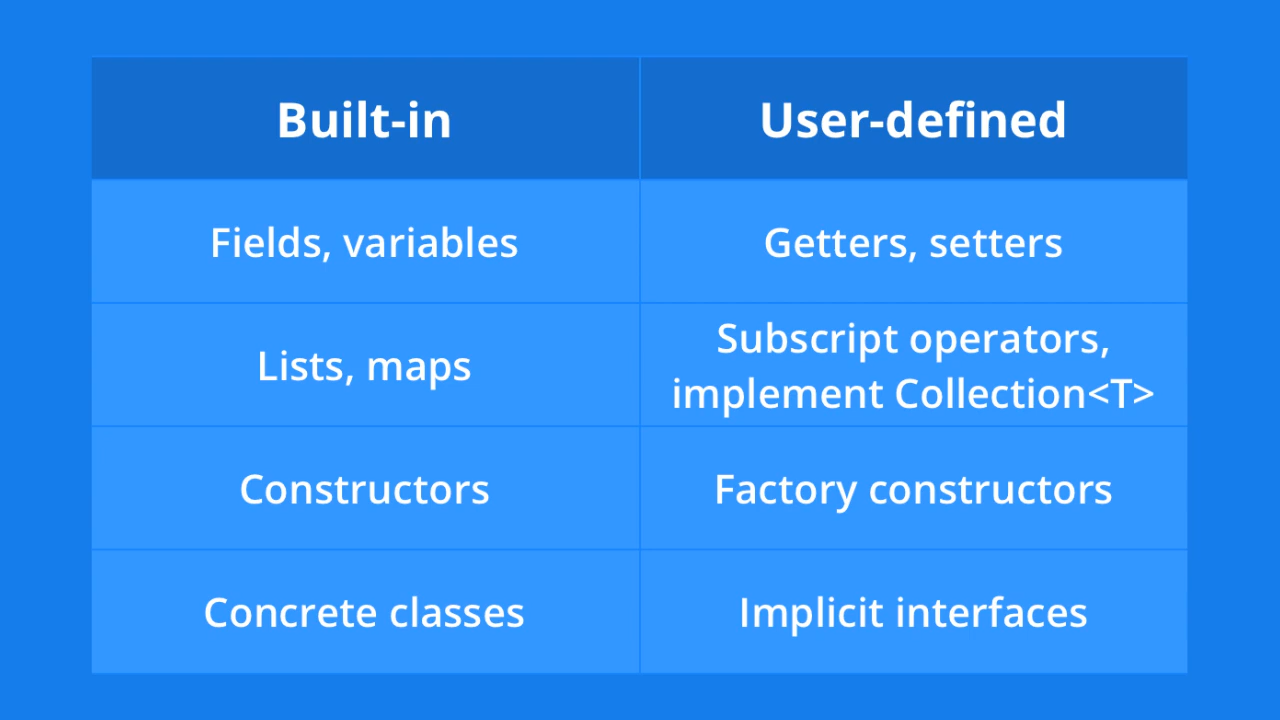 Built-in
User-defined
Fields, variables
Getters, setters
Lists, maps
Subscript operators,
implement Collection<T>
Constructors
Factory constructors
Concrete classes
Implicit interfaces